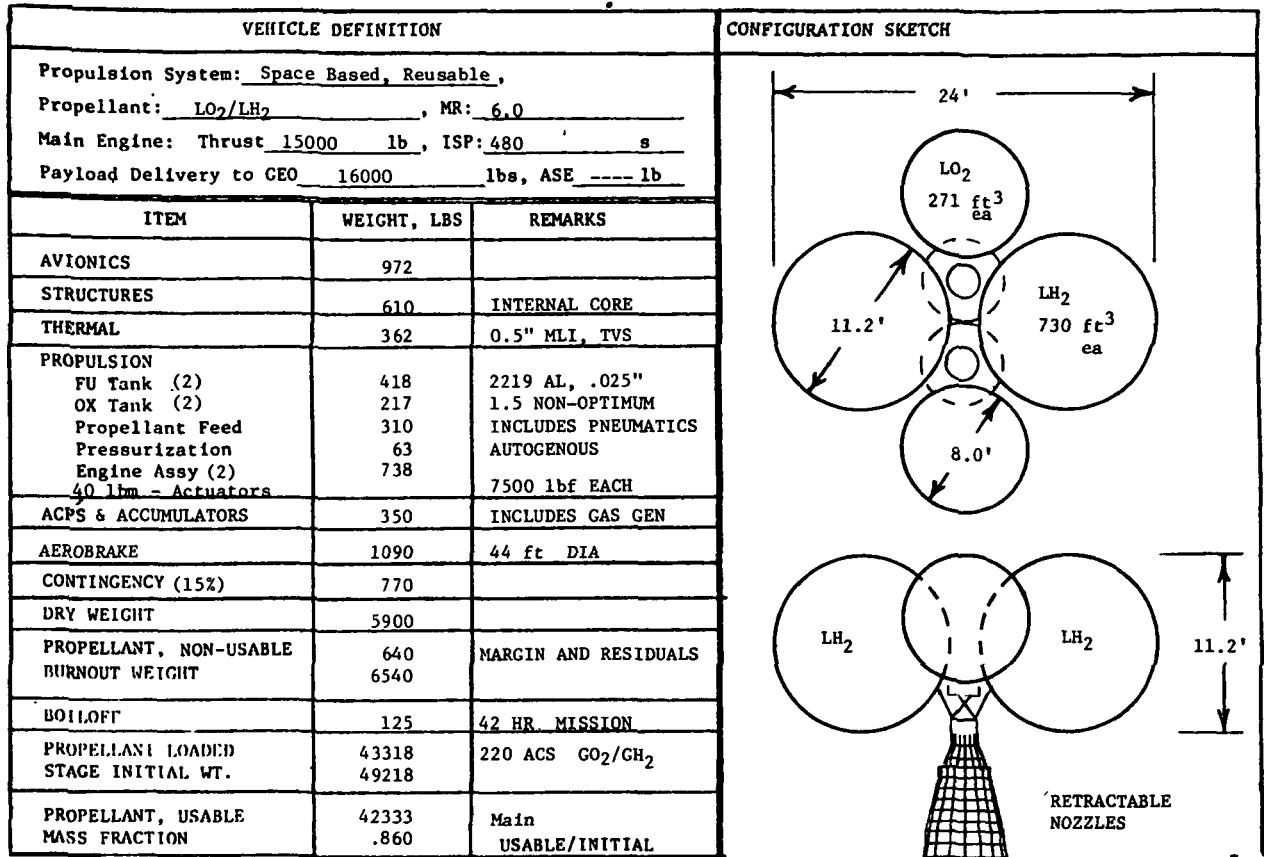 VEHICLE DEFINITION
Propulsion System: Space Based, Reusable,
Propellant: LO2/LH2, MR: 6.0
Main Engine: Thrust 15000 lb, ISP: 480 s
Payload Delivery to GEO 16000 lbs, ASE ---- lb
ITEM WEIGHT, LBS REMARKS
AVIONICS 972
STRUCTURES 610 INTERNAL CORE
THERMAL 362 0.5" MLI, TVS
PROPULSION
FU Tank (2) 418 2219 AL, .025"
OX Tank (2) 217 1.5 NON-OPTIMUM
Propellant Feed 310 INCLUDES PNEUMATICS
Pressurization 63 AUTOGENOUS
Engine Assy (2) 738
40 lbm - Actuators 7500 lbf EACH
ACPS & ACCUMULATORS 350 INCLUDES GAS GEN
AEROBRAKE 1090 44 ft DIA
CONTINGENCY (15%) 770
DRY WEIGHT 5900
PROPELLANT, NON-USABLE 640 MARGIN AND RESIDUALS
BURNOUT WEIGHT 6540
BOILOFF 125 42 HR MISSION
PROPELLANT LOADED 43318 220 ACS GO2/GH2
STAGE INITIAL WT. 49218
PROPELLANT, USABLE 42333 Main
MASS FRACTION .860 USABLE/INITIAL
CONFIGURATION SKETCH
24'
LO2
271 ft3
ea
11.2'
LH2
730 ft3
ea
8.0'
LH2
LH2
11.2'
RETRACTABLE
NOZZLES